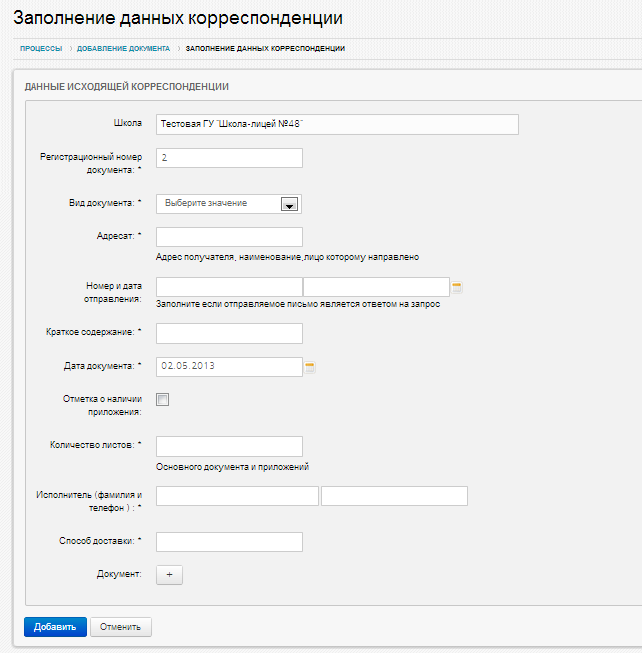 Заполнение данных корреспонденции
ПРОЦЕССЫ › ДОБАВЛЕНИЕ ДОКУМЕНТА › ЗАПОЛНЕНИЕ ДАННЫХ КОРРЕСПОНДЕНЦИИ
ДАННЫЕ ИСХОДЯЩЕЙ КОРРЕСПОНДЕНЦИИ
Школа Тестовая ГУ "Школа-лицей №48"
Регистрационный номер
документа: * 2
Вид документа: * Выберите значение
Адресат: *
Адрес получателя, наименование,лицо которому направлено
Номер и дата
отправления:
Заполните если отправляемое письмо является ответом на запрос
Краткое содержание: *
Дата документа: * 02.05.2013
Отметка о наличии
приложения:
Количество листов: *
Основного документа и приложений
Исполнитель (фамилия и
телефон ) : *
Способ доставки: *
Документ: +
Добавить Отменить